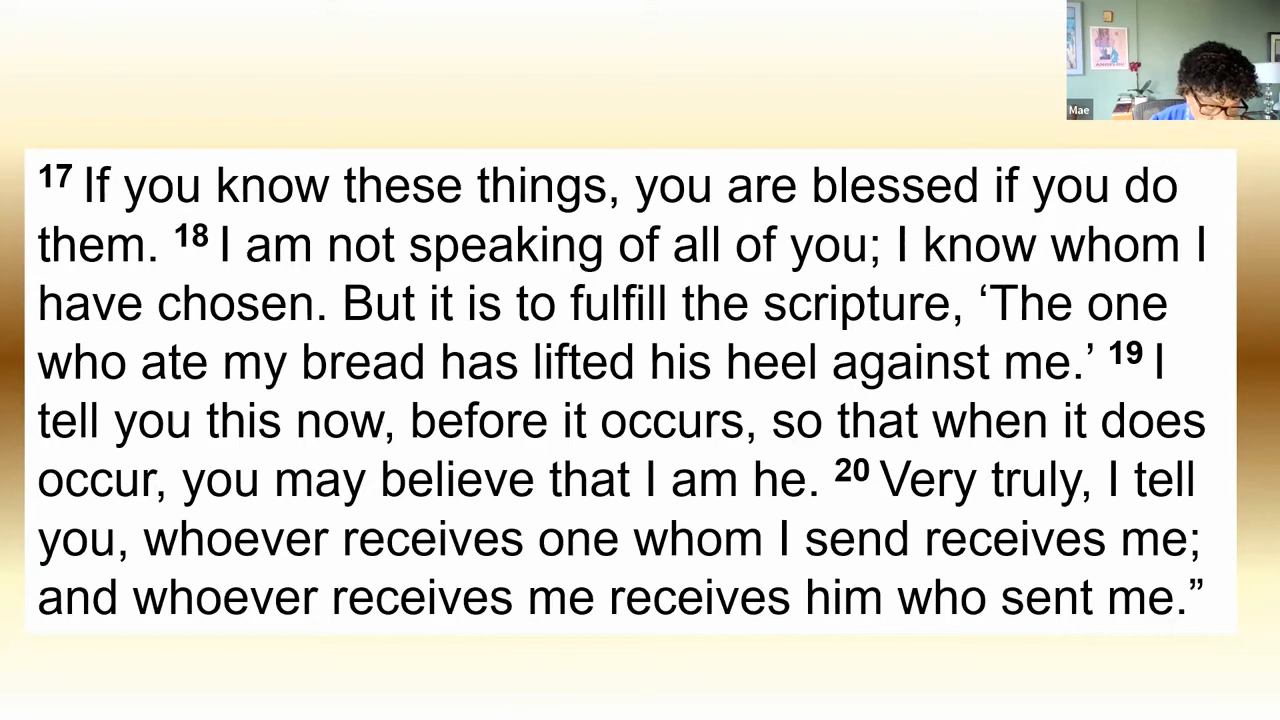 Mae
17 If you know these things, you are blessed if you do
them. 18 I am not speaking of all of you; I know whom I
have chosen. But it is to fulfill the scripture, ‘The one
who ate my bread has lifted his heel against me.’ 19 I
tell you this now, before it occurs, so that when it does
occur, you may believe that I am he. 20 Very truly, I tell
you, whoever receives one whom I send receives me;
and whoever receives me receives him who sent me.”